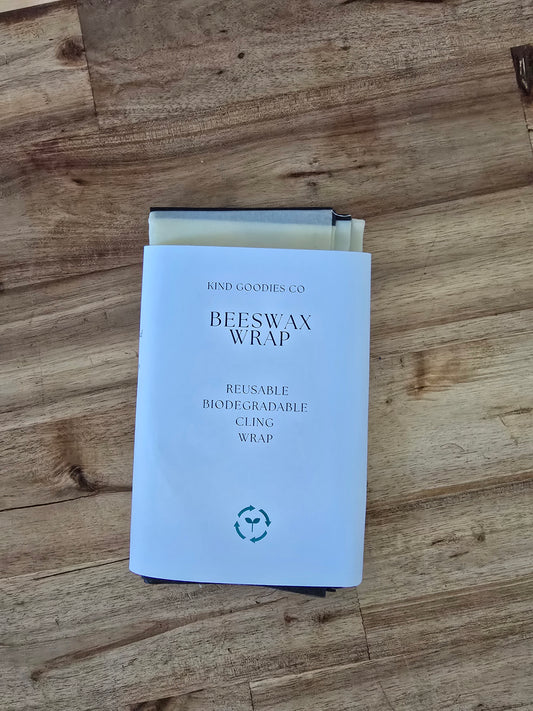 KIND GOODIES CO
BEESWAX
WRAP
REUSABLE
BIODEGRADABLE
CLING
WRAP